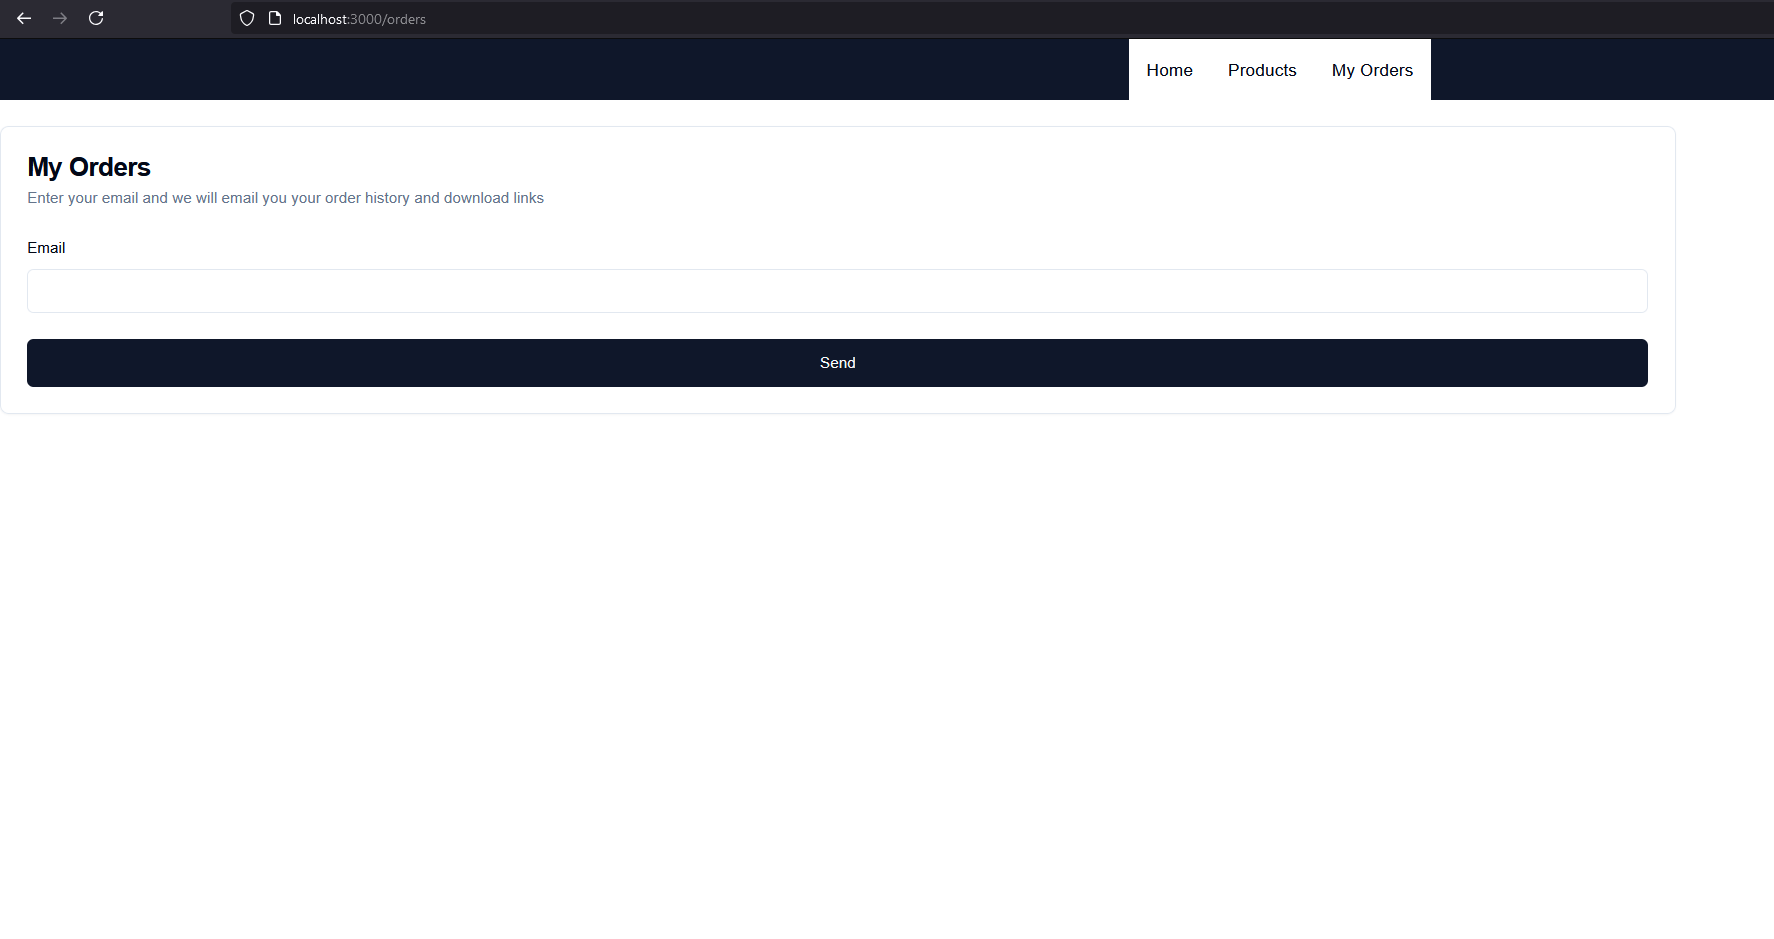 localhost:3000/orders
Home Products My Orders
My Orders
Enter your email and we will email you your order history and download links
Email
Send